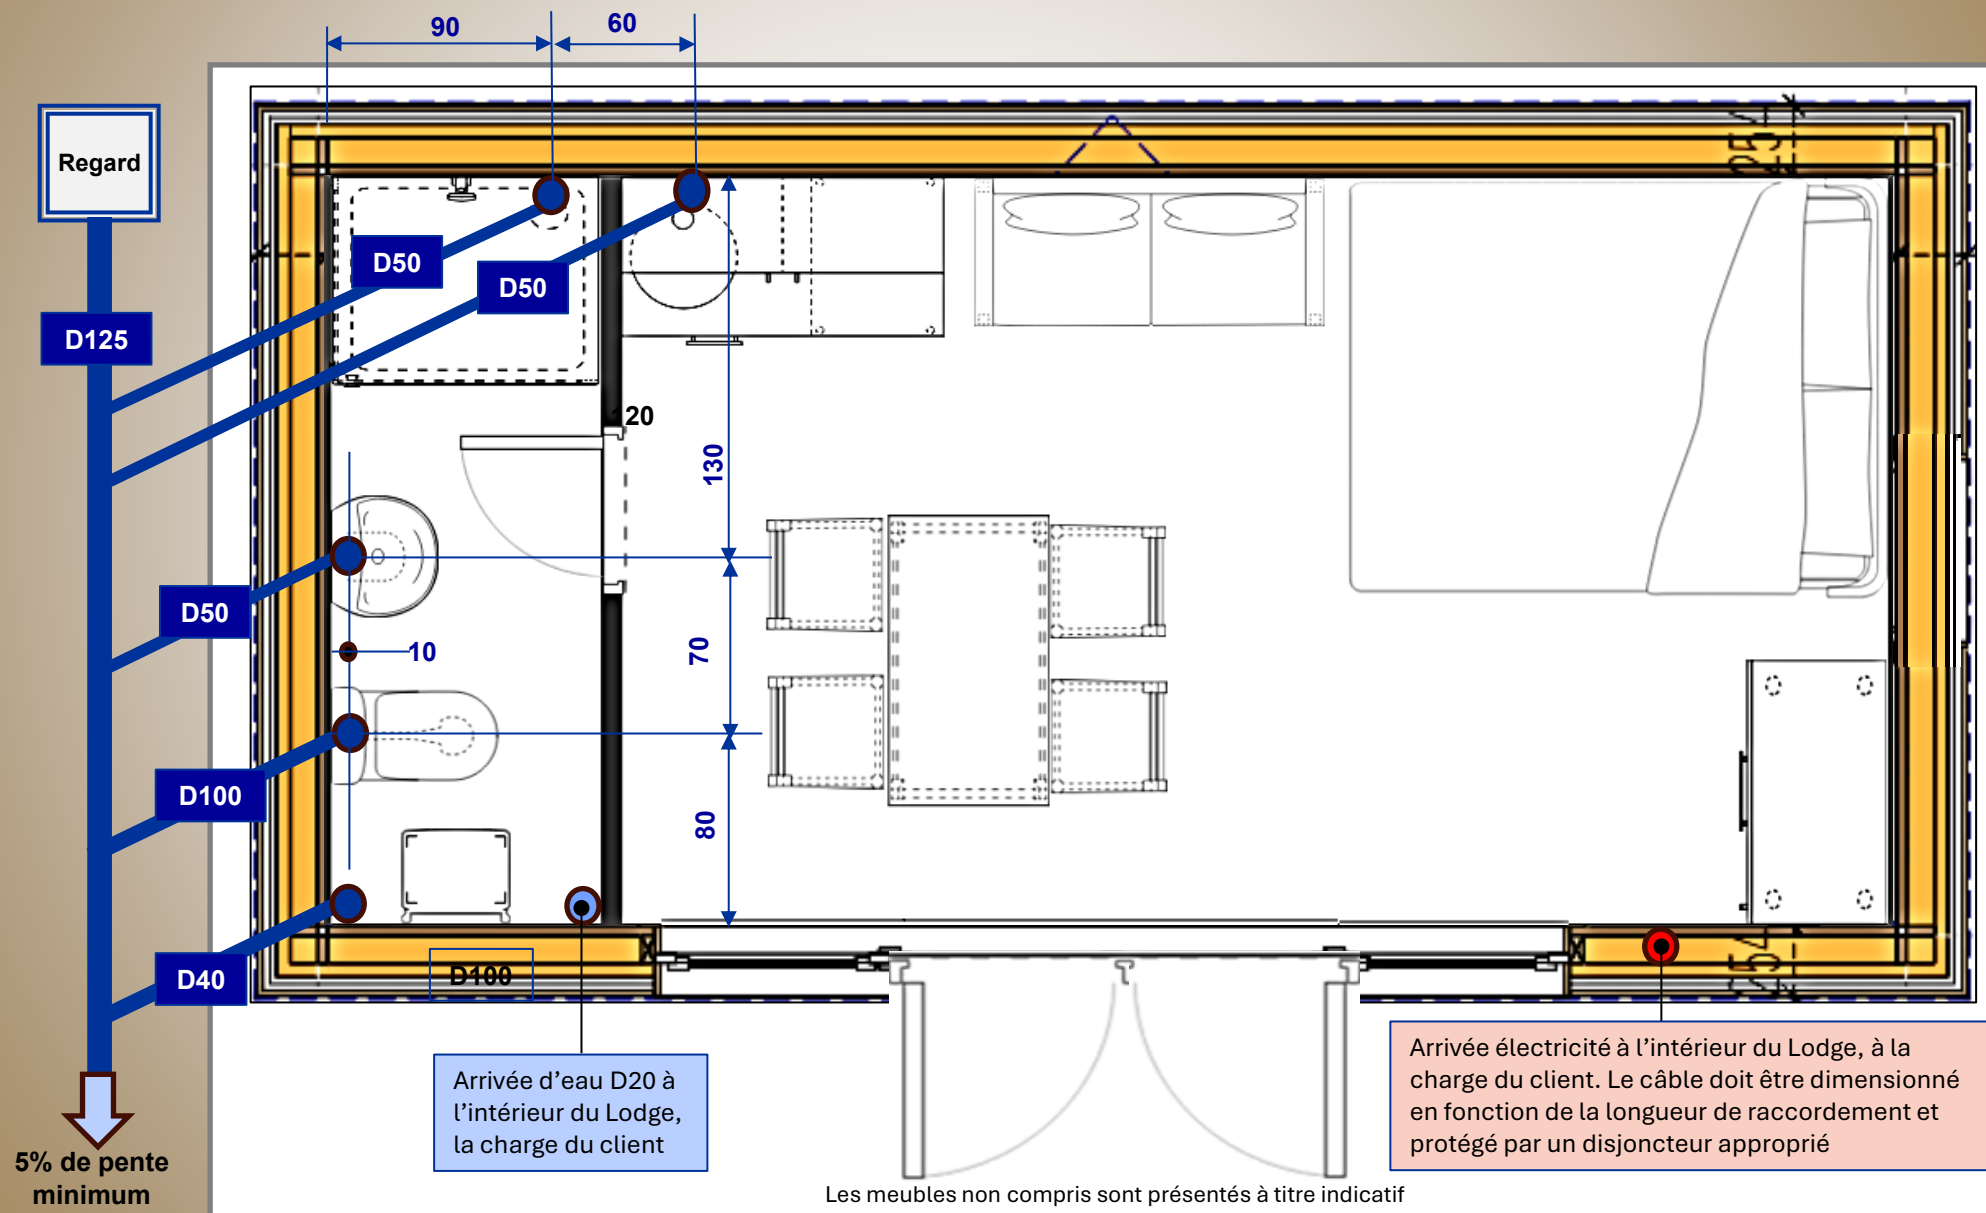 90
60
Regard
254
D50
D50
D125
20
130
D50
10
70
D100
80
D40
D100
254
Arrivée d’eau D20 à
l’intérieur du Lodge,
la charge du client
Arrivée électricité à l’intérieur du Lodge, à la
charge du client. Le câble doit être dimensionné
en fonction de la longueur de raccordement et
protégé par un disjoncteur approprié
5% de pente
minimum
Les meubles non compris sont présentés à titre indicatif